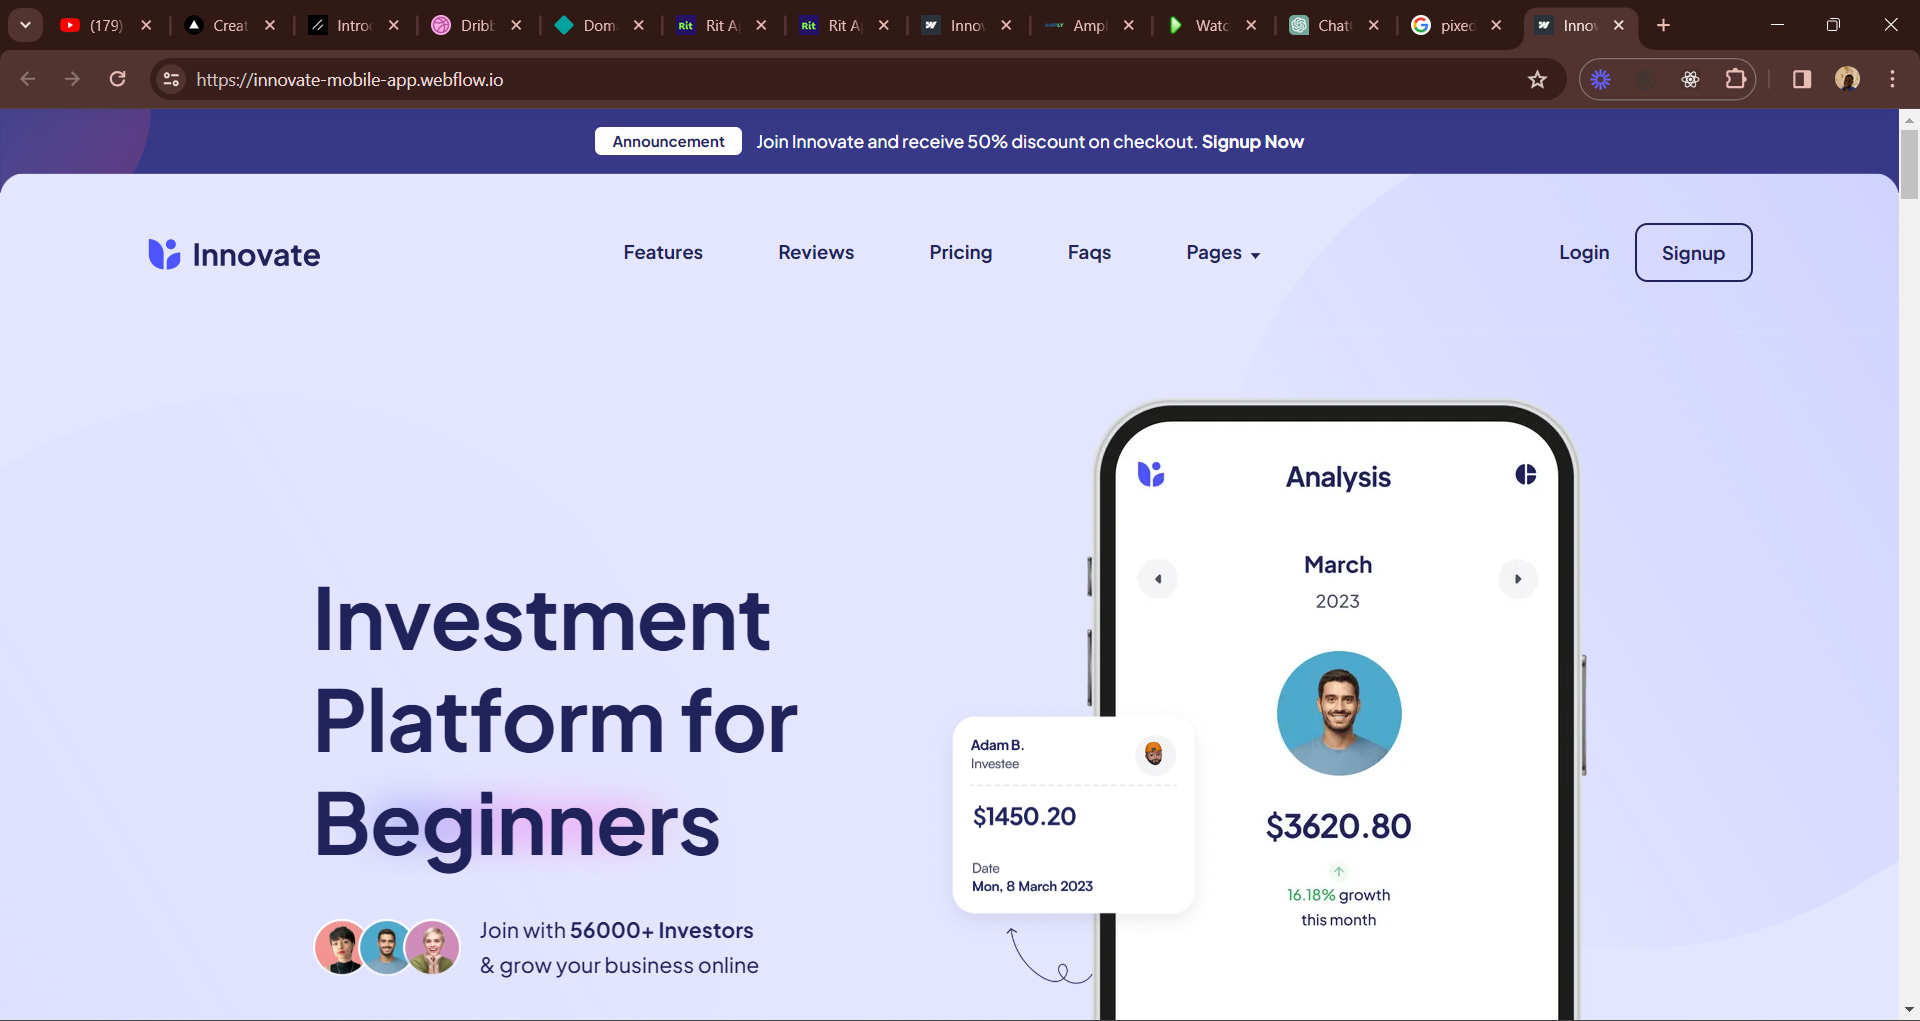 (179)
Creat
Introd
Dribb
Dom
Rit A
Rit A
Innov
Ampl
Watc
Chat
pixed
Innov
https://innovate-mobile-app.webflow.io
Announcement Join Innovate and receive 50% discount on checkout. Signup Now
Innovate
Features
Reviews
Pricing
Faqs
Pages
Login
Signup
Investment
Platform for
Beginners
Join with 56000+ Investors
& grow your business online
Analysis
March
2023
Adam B.
Investee
$1450.20
Date
Mon, 8 March 2023
$3620.80
16.18% growth
this month